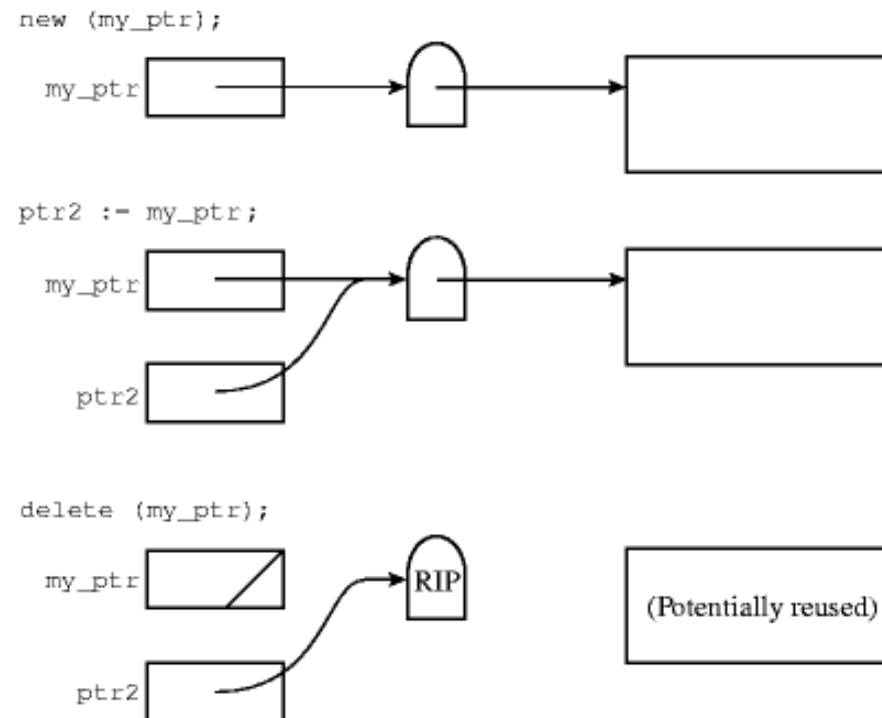 new (my_ptr);
my_ptr
ptr2 := my_ptr;
my_ptr
ptr2
delete (my_ptr);
my_ptr
RIP
(Potentially reused)
ptr2